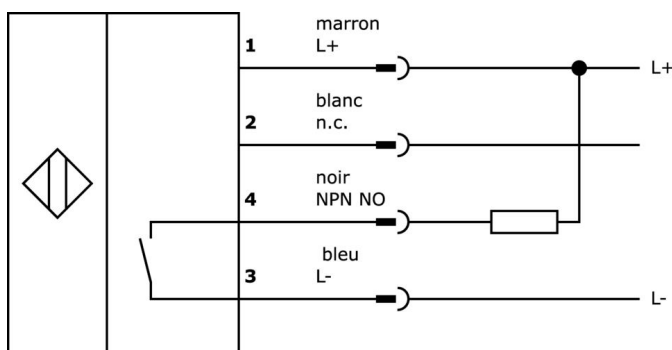 marron
1 L+
L+
blanc
2 n.c.
noir
4 NPN NO
bleu
3 L-
L-